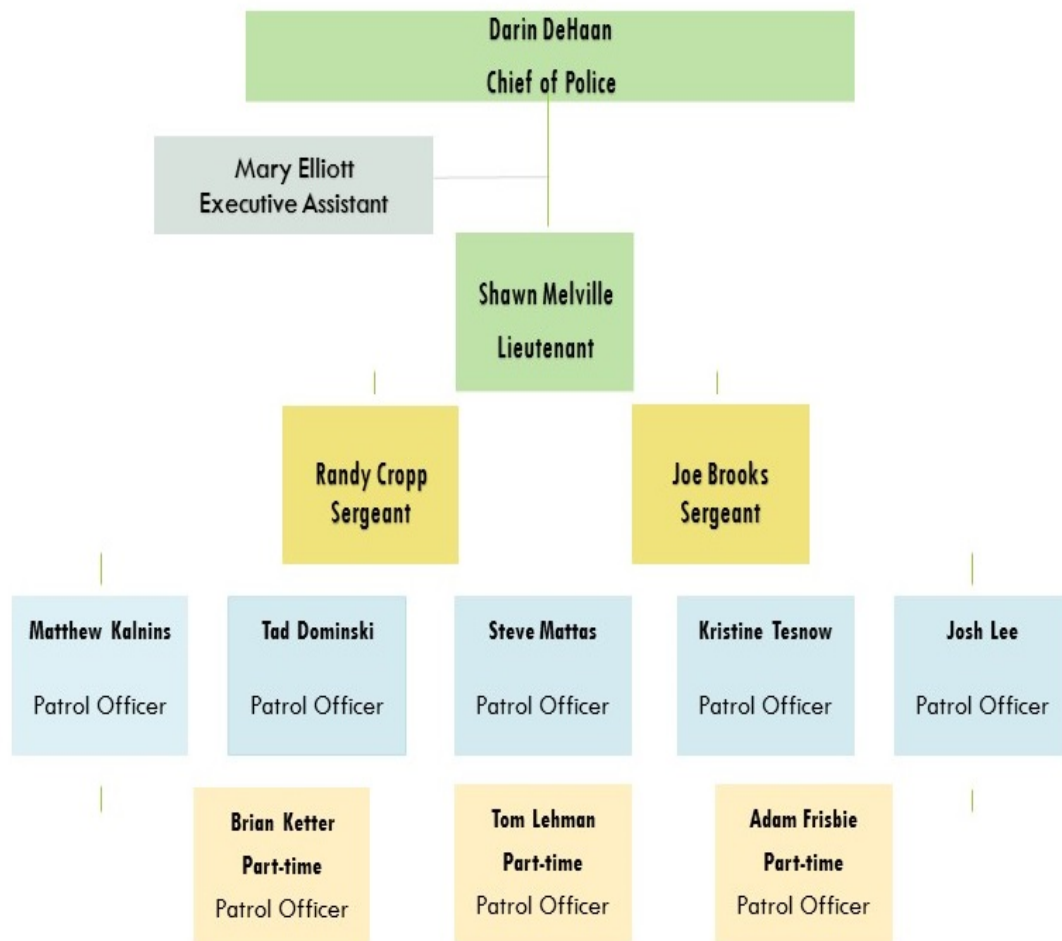 Darin DeHaan
Chief of Police
Mary Elliott
Executive Assistant
Shawn Melville
Lieutenant
Randy Cropp
Sergeant
Joe Brooks
Sergeant
Matthew Kalnins
Patrol Officer
Tad Dominski
Patrol Officer
Steve Mattas
Patrol Officer
Kristine Tesnow
Patrol Officer
Josh Lee
Patrol Officer
Brian Ketter
Part-time
Patrol Officer
Tom Lehman
Part-time
Patrol Officer
Adam Frisbie
Part-time
Patrol Officer